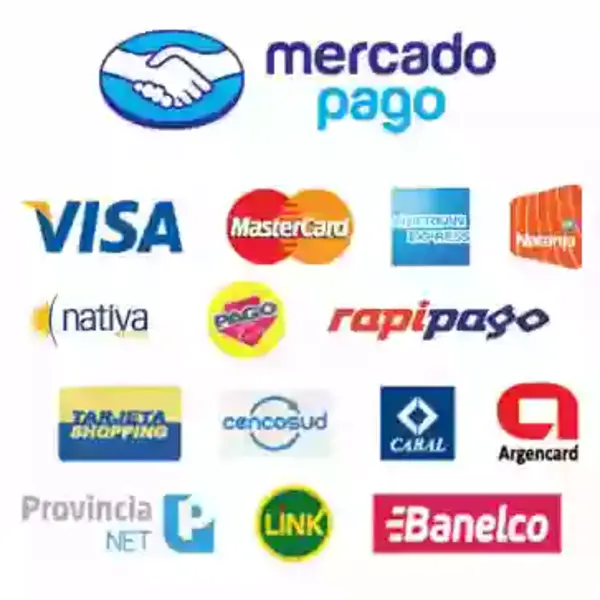 mercado
pago
VISA
MasterCard
AMERICAN
EXPRESS
Naranja
nativa
PAGO
rapipago
TARJETA
SHOPPING
cencosud
CABAL
Argencard
Provincia
NET
LINK
Banelco